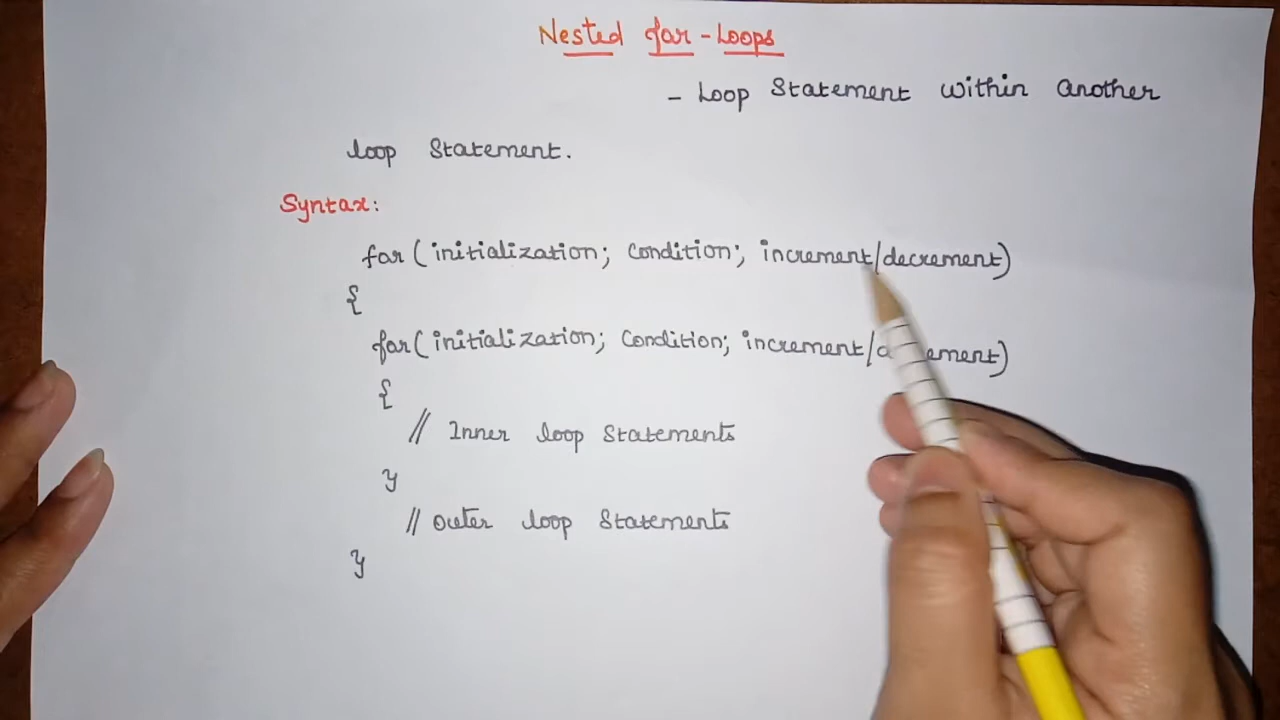 Nested for-Loops
- Loop Statement within another
loop Statement.
Syntax:
for(initialization; Condition; increment/decrement)
{
for(initialization; Condition; increment/dement)
{
// Inner loop Statements
}
// Outer loop Statements
}